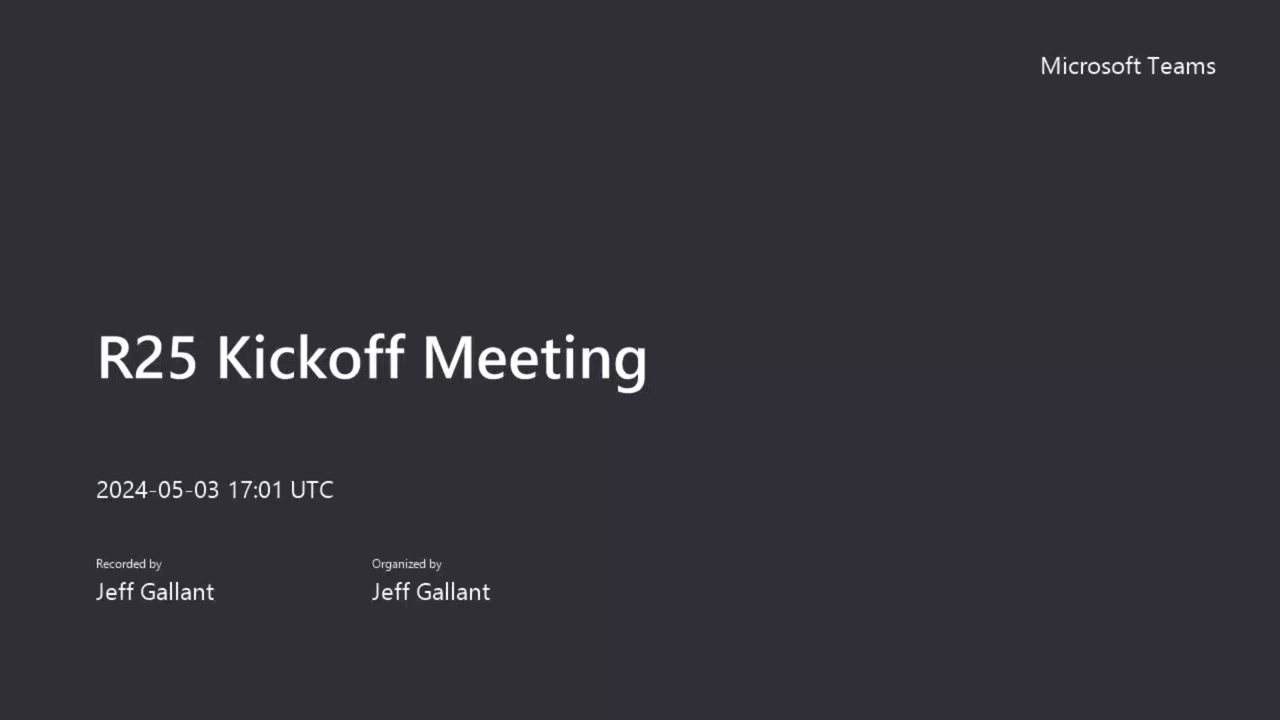 Microsoft Teams
R25 Kickoff Meeting
2024-05-03 17:01 UTC
Recorded by
Jeff Gallant
Organized by
Jeff Gallant